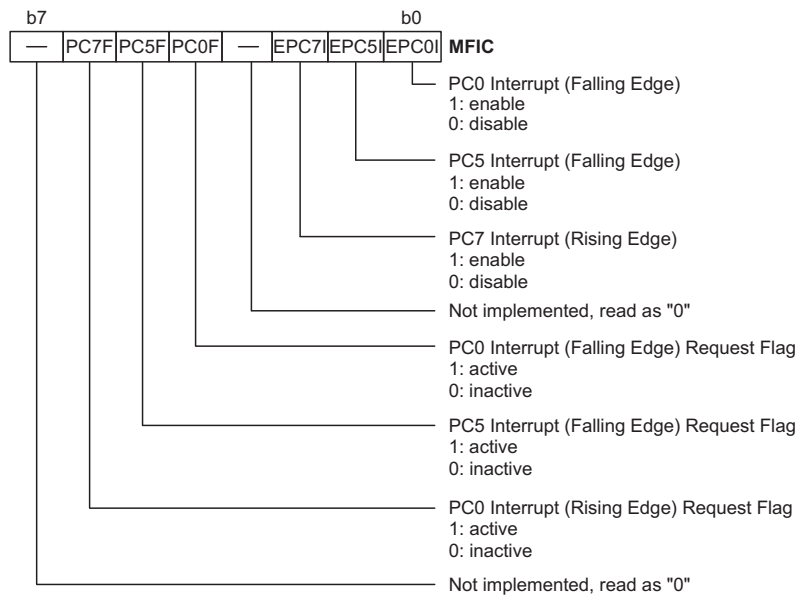 b7 b0
— PC7F PC5F PC0F — EPC7I EPC5I EPC0I MFIC
PC0 Interrupt (Falling Edge)
1: enable
0: disable
PC5 Interrupt (Falling Edge)
1: enable
0: disable
PC7 Interrupt (Rising Edge)
1: enable
0: disable
Not implemented, read as "0"
PC0 Interrupt (Falling Edge) Request Flag
1: active
0: inactive
PC5 Interrupt (Falling Edge) Request Flag
1: active
0: inactive
PC0 Interrupt (Rising Edge) Request Flag
1: active
0: inactive
Not implemented, read as "0"